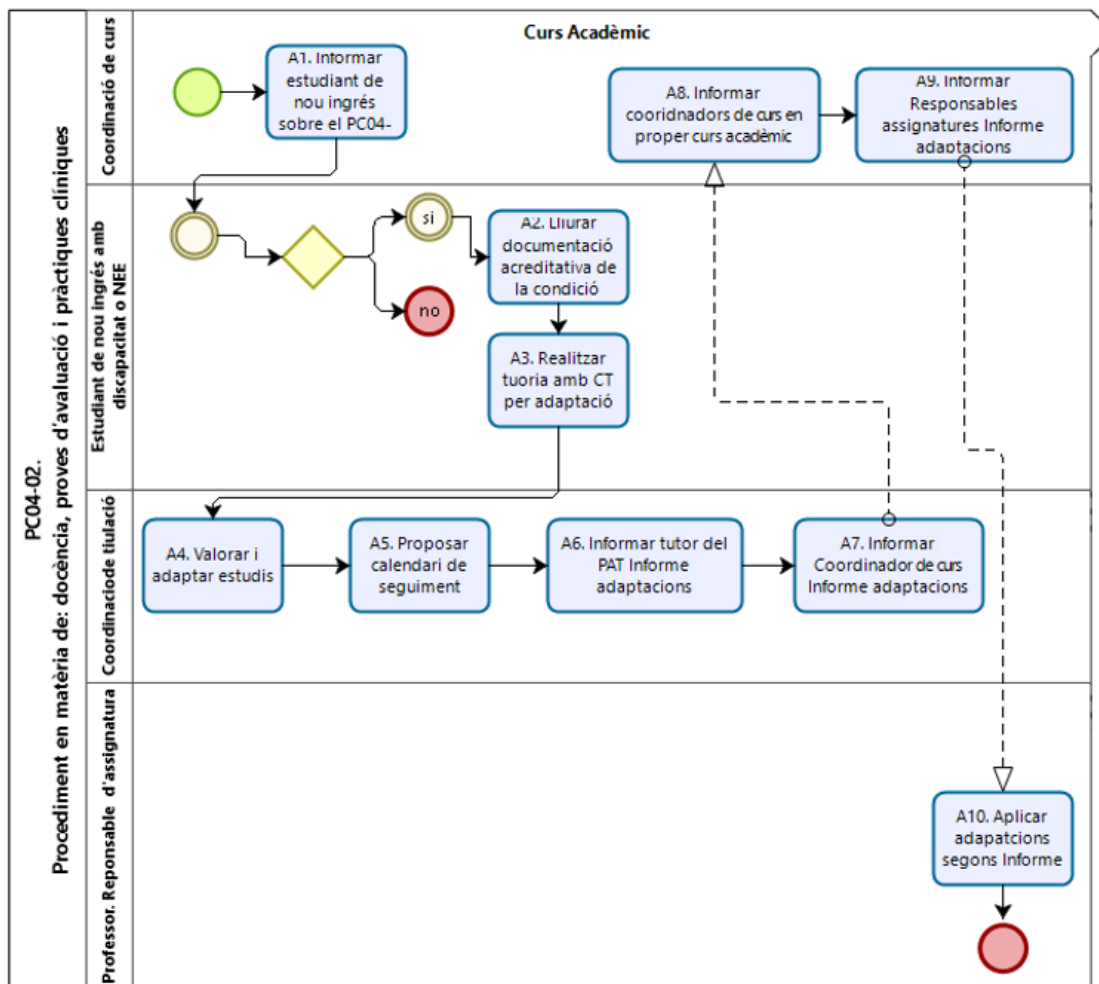 PC04-02.
Procediment en matèria de: docència, proves d'avaluació i pràctiques clíniques
Curs Acadèmic
Coordinació de curs
A1. Informar
estudiant de
nou ingrés
sobre el PC04-
A8. Informar
cooridnadors de curs en
proper curs acadèmic
A9. Informar
Responsables
assignatures Informe
adaptacions
Estudiant de nou ingrés amb
discapacitat o NEE
si
no
A2. Lliurar
documentació
acreditativa de
la condició
A3. Realitzar
tuoria amb CT
per adaptació
Coordinaciode tiulació
A4. Valorar i
adaptar estudis
A5. Proposar
calendari de
seguiment
A6. Informar tutor del
PAT Informe
adaptacions
A7. Informar
Coordinador de curs
Informe adaptacions
Professor. Reponsable d'assignatura
A10. Aplicar
adapatcions
segons Informe